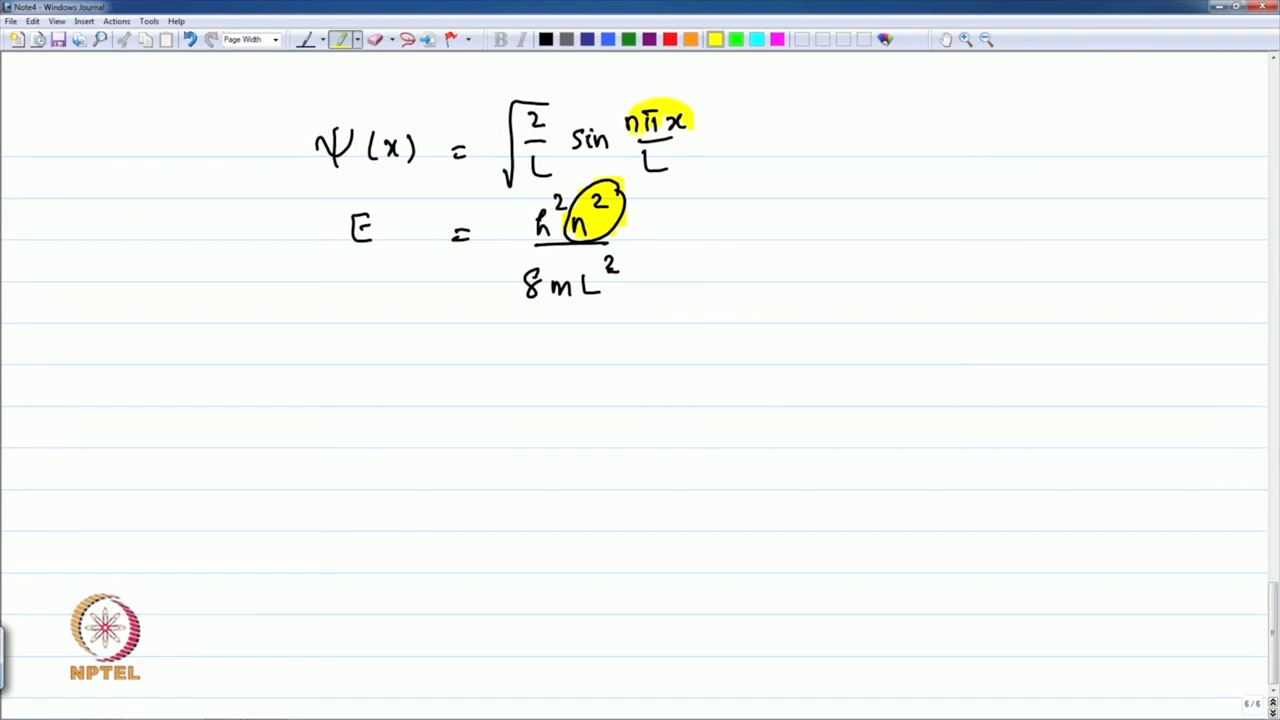 Note4 - Windows Journal
File Edit View Insert Actions Tools Help
Page Width
B I
ψ(x) = √(2/L) sin nπx/L
E = h²n²/8mL²
NPTEL
6/6